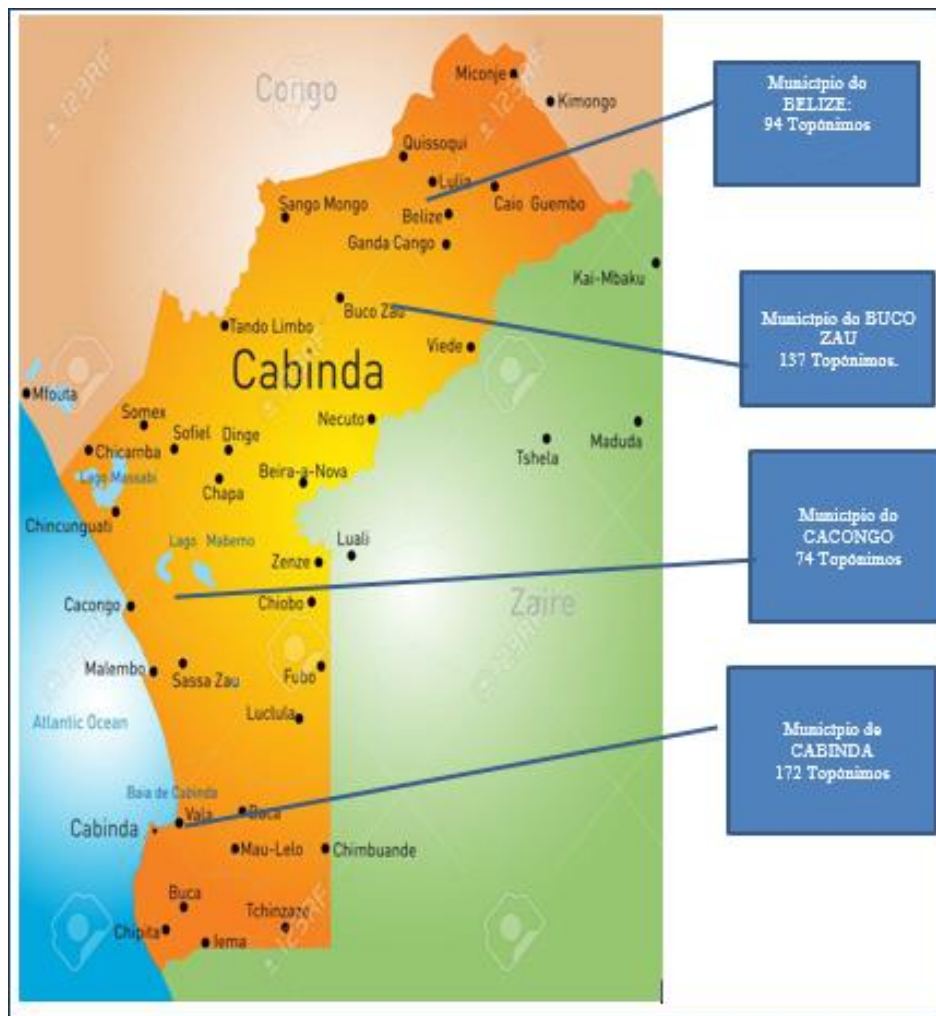 Congo
Miconje
Kimongo
Quissoqui
Lulia
Caio Guembo
Sango Mongo
Belize
Ganda Cango
Kai-Mbaku
Buco Zau
Tando Limbo
Viede
Cabinda
Mfouta
Necuto
Somex
Sofiel
Dinge
Maduda
Chicamba
Tshela
Lago Massabi
Beira-a-Nova
Chapa
Chincunguati
Lago Maberno
Luali
Zenze
Cacongo
Chiobo
Zaire
Malembo
Sassa Zau
Fubo
Luclula
Atlantic Ocean
Baia de Cabinda
Vala
Cabinda
Mau-Lelo
Chimbuande
Buca
Tchinzaze
Chipita
Iema
123RF
Município do
BELIZE:
94 Topónimos
Município do BUCO
ZAU
137 Topónimos.
Município do
CACONGO
74 Topónimos
Município de
CABINDA
172 Topónimos